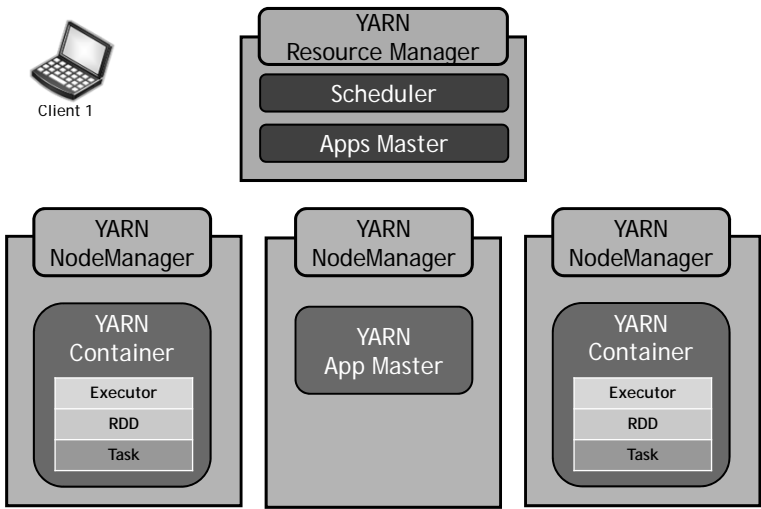 YARN
Resource Manager
Scheduler
Apps Master
Client 1
YARN
NodeManager
YARN
Container
Executor
RDD
Task
YARN
NodeManager
YARN
App Master
YARN
NodeManager
YARN
Container
Executor
RDD
Task